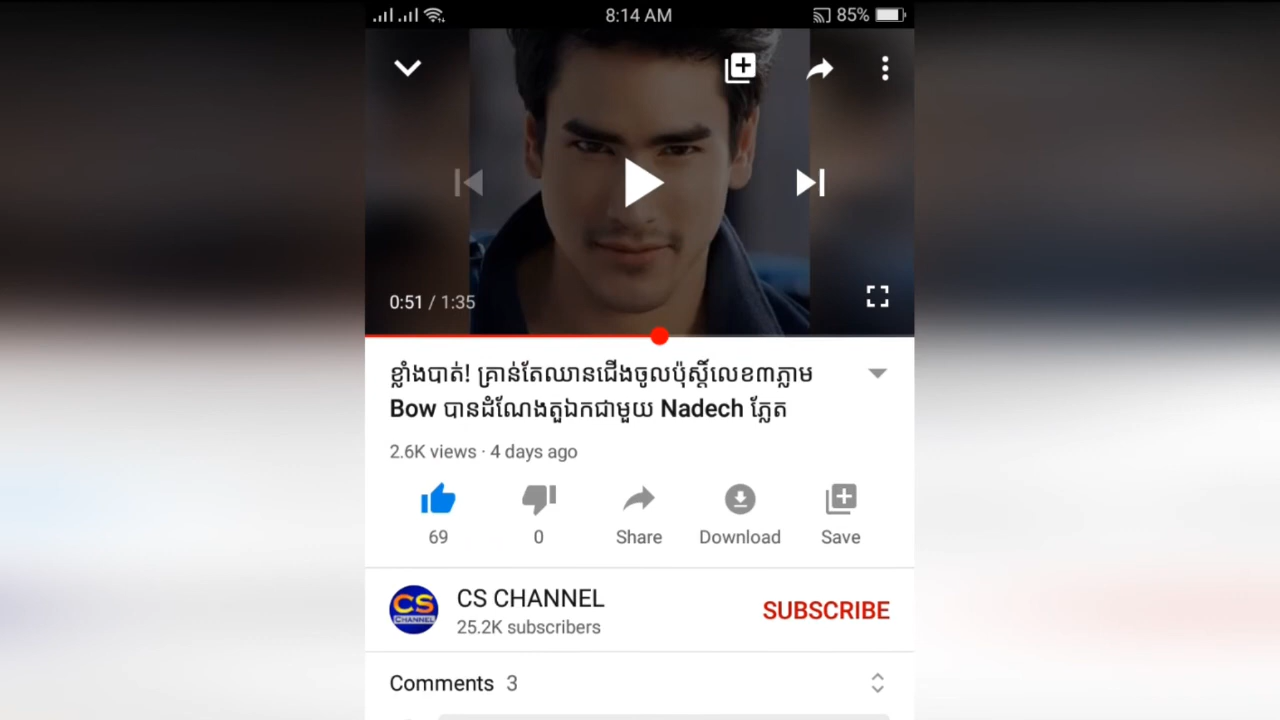 8:14 AM
85%
0:51 / 1:35
ខ្លាំងបាត់! គ្រាន់តែឈានជើងចូលប៉ុស្តិ៍លេខ៣ភ្លាម
Bow បានដំណែងតួឯកជាមួយ Nadech ភ្លែត
2.6K views · 4 days ago
69
0
Share
Download
Save
CS
CHANNEL
CS CHANNEL
SUBSCRIBE
25.2K subscribers
Comments 3